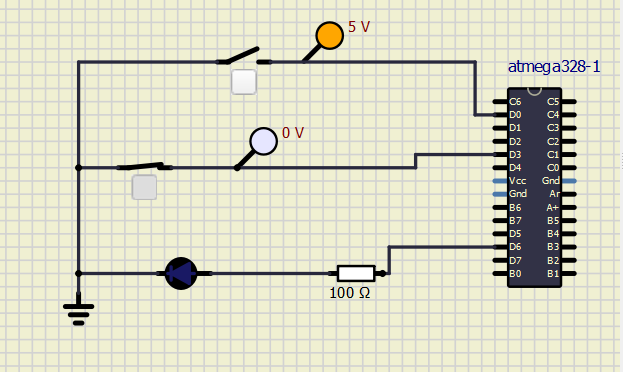 5 V
atmega328-1
0 V
C6 C5
D0 C4
D1 C3
D2 C2
D3 C1
D4 C0
Vcc Gnd
Gnd Ar
B6 A+
B7 B5
D5 B4
D6 B3
D7 B2
B0 B1
100 Ω